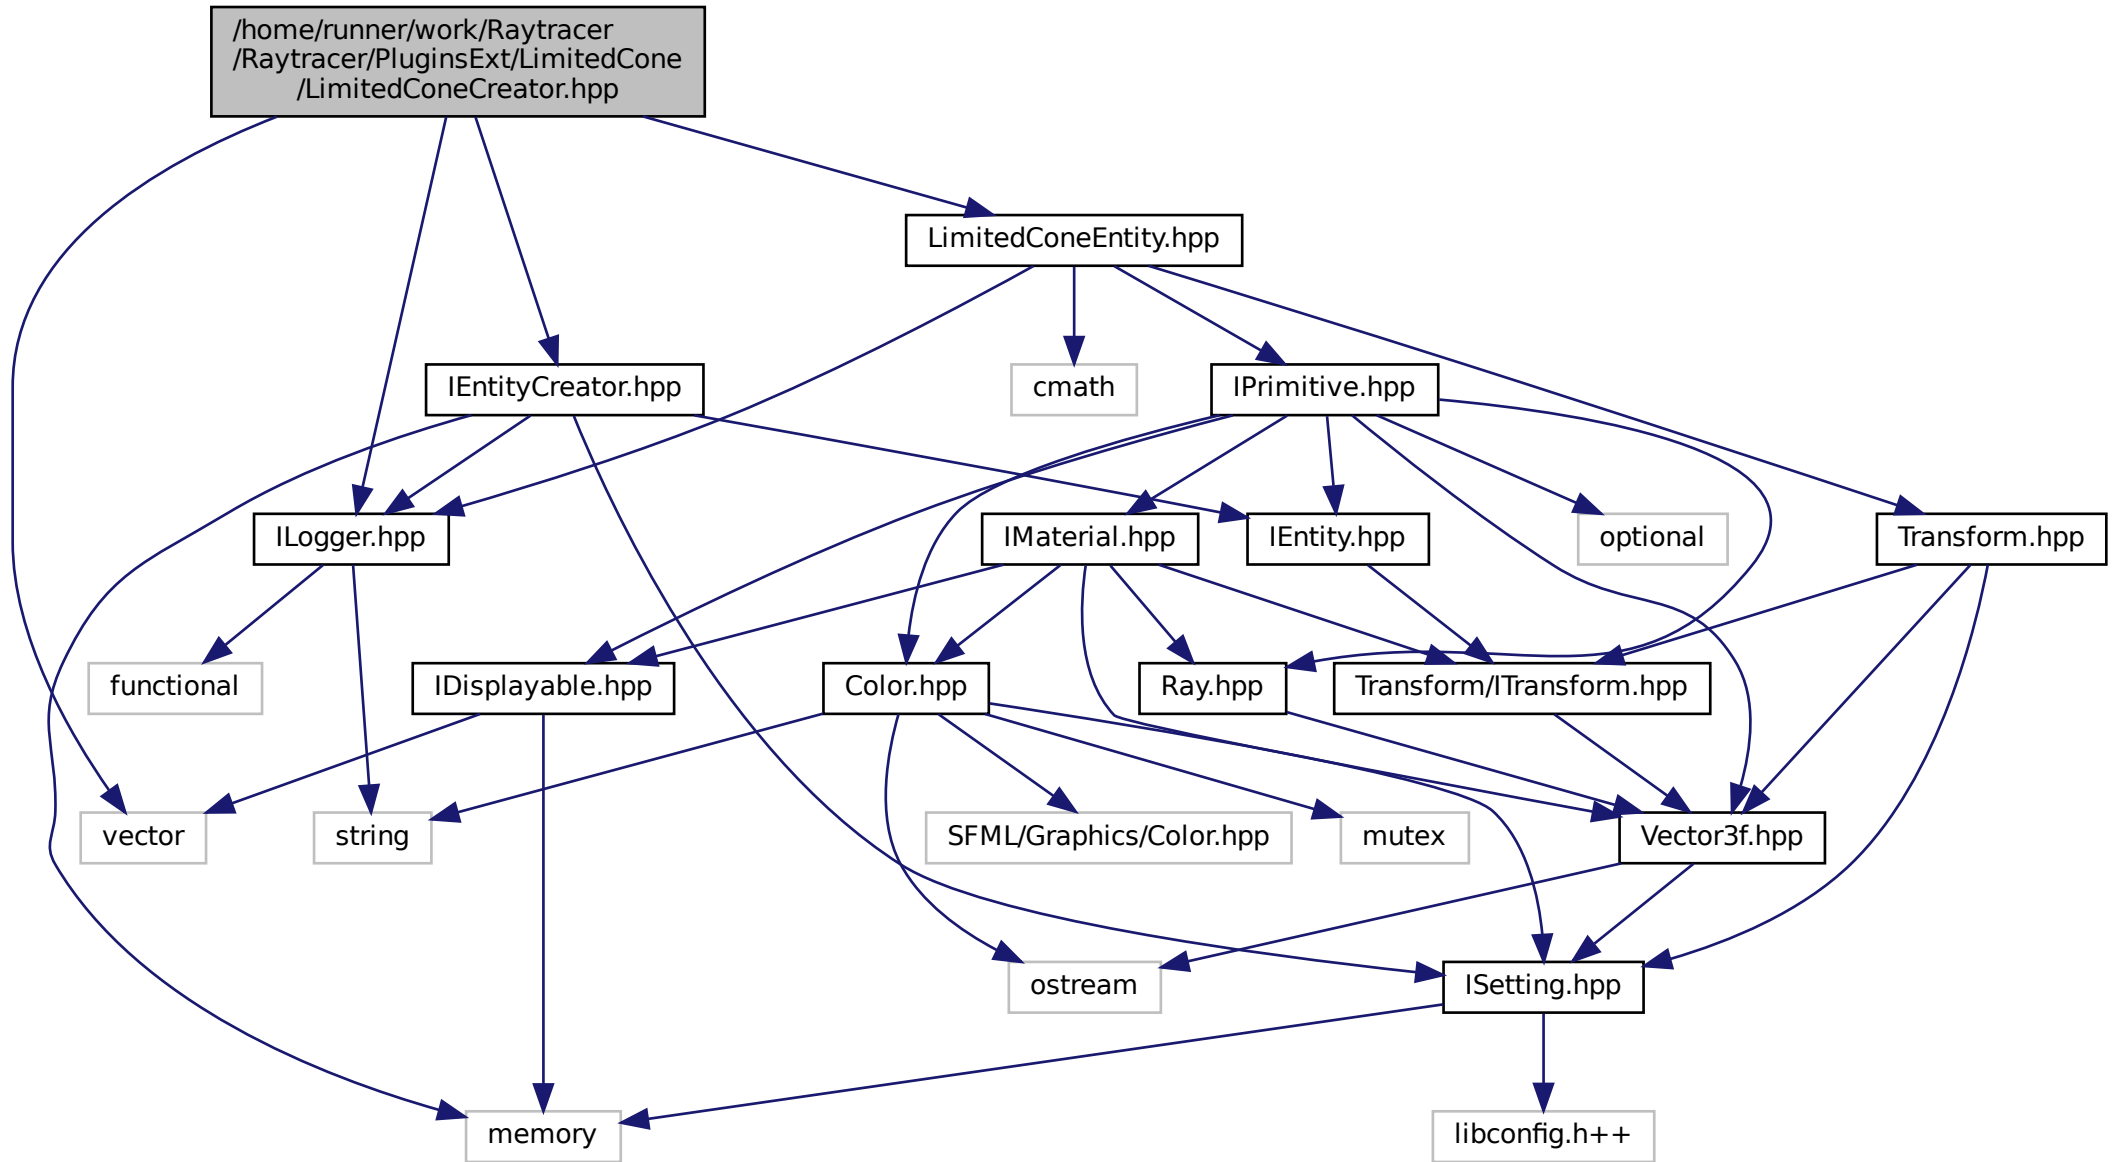 /home/runner/work/Raytracer
/Raytracer/PluginsExt/LimitedCone
/LimitedConeCreator.hpp
LimitedConeEntity.hpp
IEntityCreator.hpp
cmath
IPrimitive.hpp
ILogger.hpp
IMaterial.hpp
IEntity.hpp
optional
Transform.hpp
functional
IDisplayable.hpp
Color.hpp
Ray.hpp
Transform/ITransform.hpp
vector
string
SFML/Graphics/Color.hpp
mutex
Vector3f.hpp
ostream
ISetting.hpp
memory
libconfig.h++